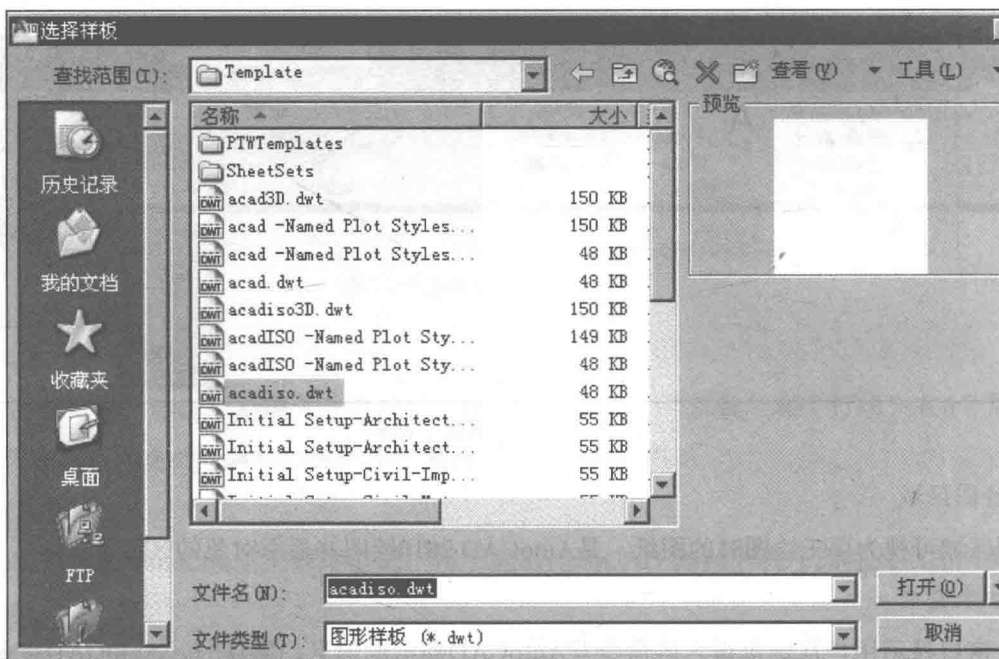 选择样板
查找范围(I):
Template
查看(V)
工具(L)
名称
大小
预览
PTWTemplates
SheetSets
acad3D.dwt 150 KB
acad -Named Plot Styles... 150 KB
acad -Named Plot Styles... 48 KB
acad.dwt 48 KB
acadiso3D.dwt 150 KB
acadISO -Named Plot Sty... 149 KB
acadISO -Named Plot Sty... 48 KB
acadiso.dwt 48 KB
Initial Setup-Architect... 55 KB
Initial Setup-Architect... 55 KB
Initial Setup-Civil-Imp... 55 KB
历史记录
我的文档
收藏夹
桌面
FTP
文件名(N):
acadiso.dwt
打开(O)
文件类型(T):
图形样板 (*.dwt)
取消